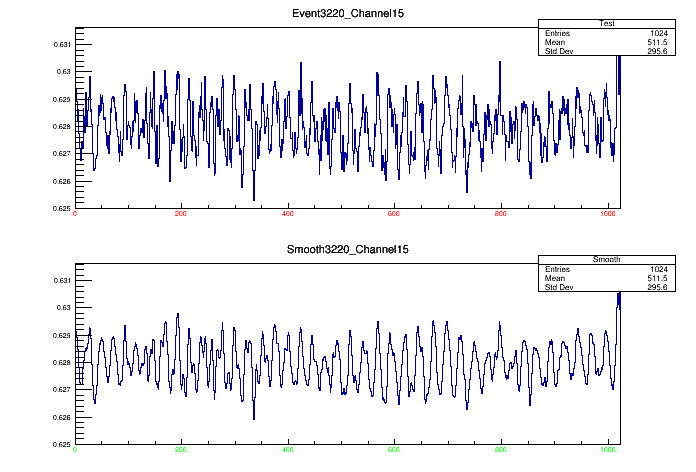 Event3220_Channel15
Test
Entries 1024
Mean 511.5
Std Dev 295.6
0.631
0.63
0.629
0.628
0.627
0.626
0.625
0 200 400 600 800 1000
Smooth3220_Channel15
Smooth
Entries 1024
Mean 511.5
Std Dev 295.6
0.631
0.63
0.629
0.628
0.627
0.626
0.625
0 200 400 600 800 1000